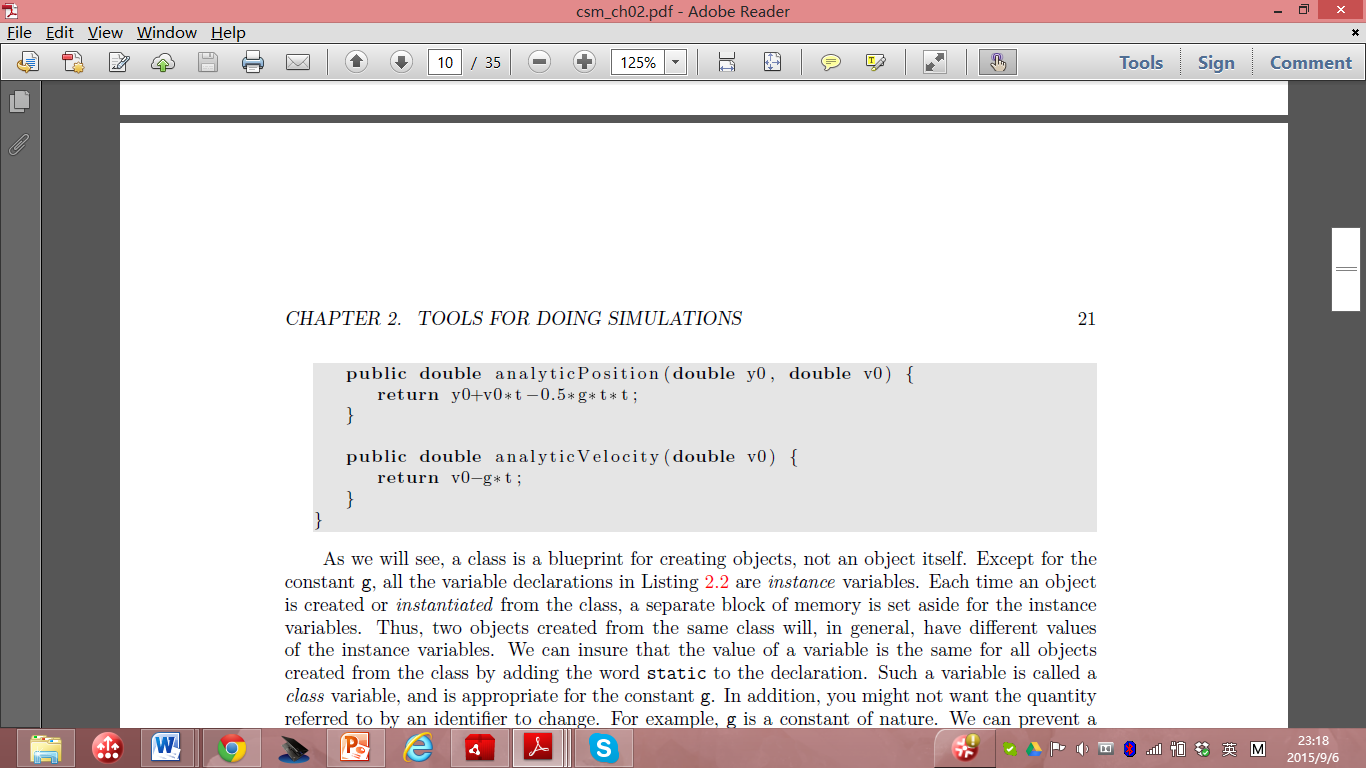 csm_ch02.pdf - Adobe Reader
File Edit View Window Help
10 / 35 125% Tools Sign Comment
CHAPTER 2. TOOLS FOR DOING SIMULATIONS 21
public double analyticPosition(double y0, double v0) {
return y0+v0*t-0.5*g*t*t;
}
public double analyticVelocity(double v0) {
return v0-g*t;
}
}
As we will see, a class is a blueprint for creating objects, not an object itself. Except for the
constant g, all the variable declarations in Listing 2.2 are instance variables. Each time an object
is created or instantiated from the class, a separate block of memory is set aside for the instance
variables. Thus, two objects created from the same class will, in general, have different values
of the instance variables. We can insure that the value of a variable is the same for all objects
created from the class by adding the word static to the declaration. Such a variable is called a
class variable, and is appropriate for the constant g. In addition, you might not want the quantity
referred to by an identifier to change. For example, g is a constant of nature. We can prevent a
英 M 23:18
2015/9/6